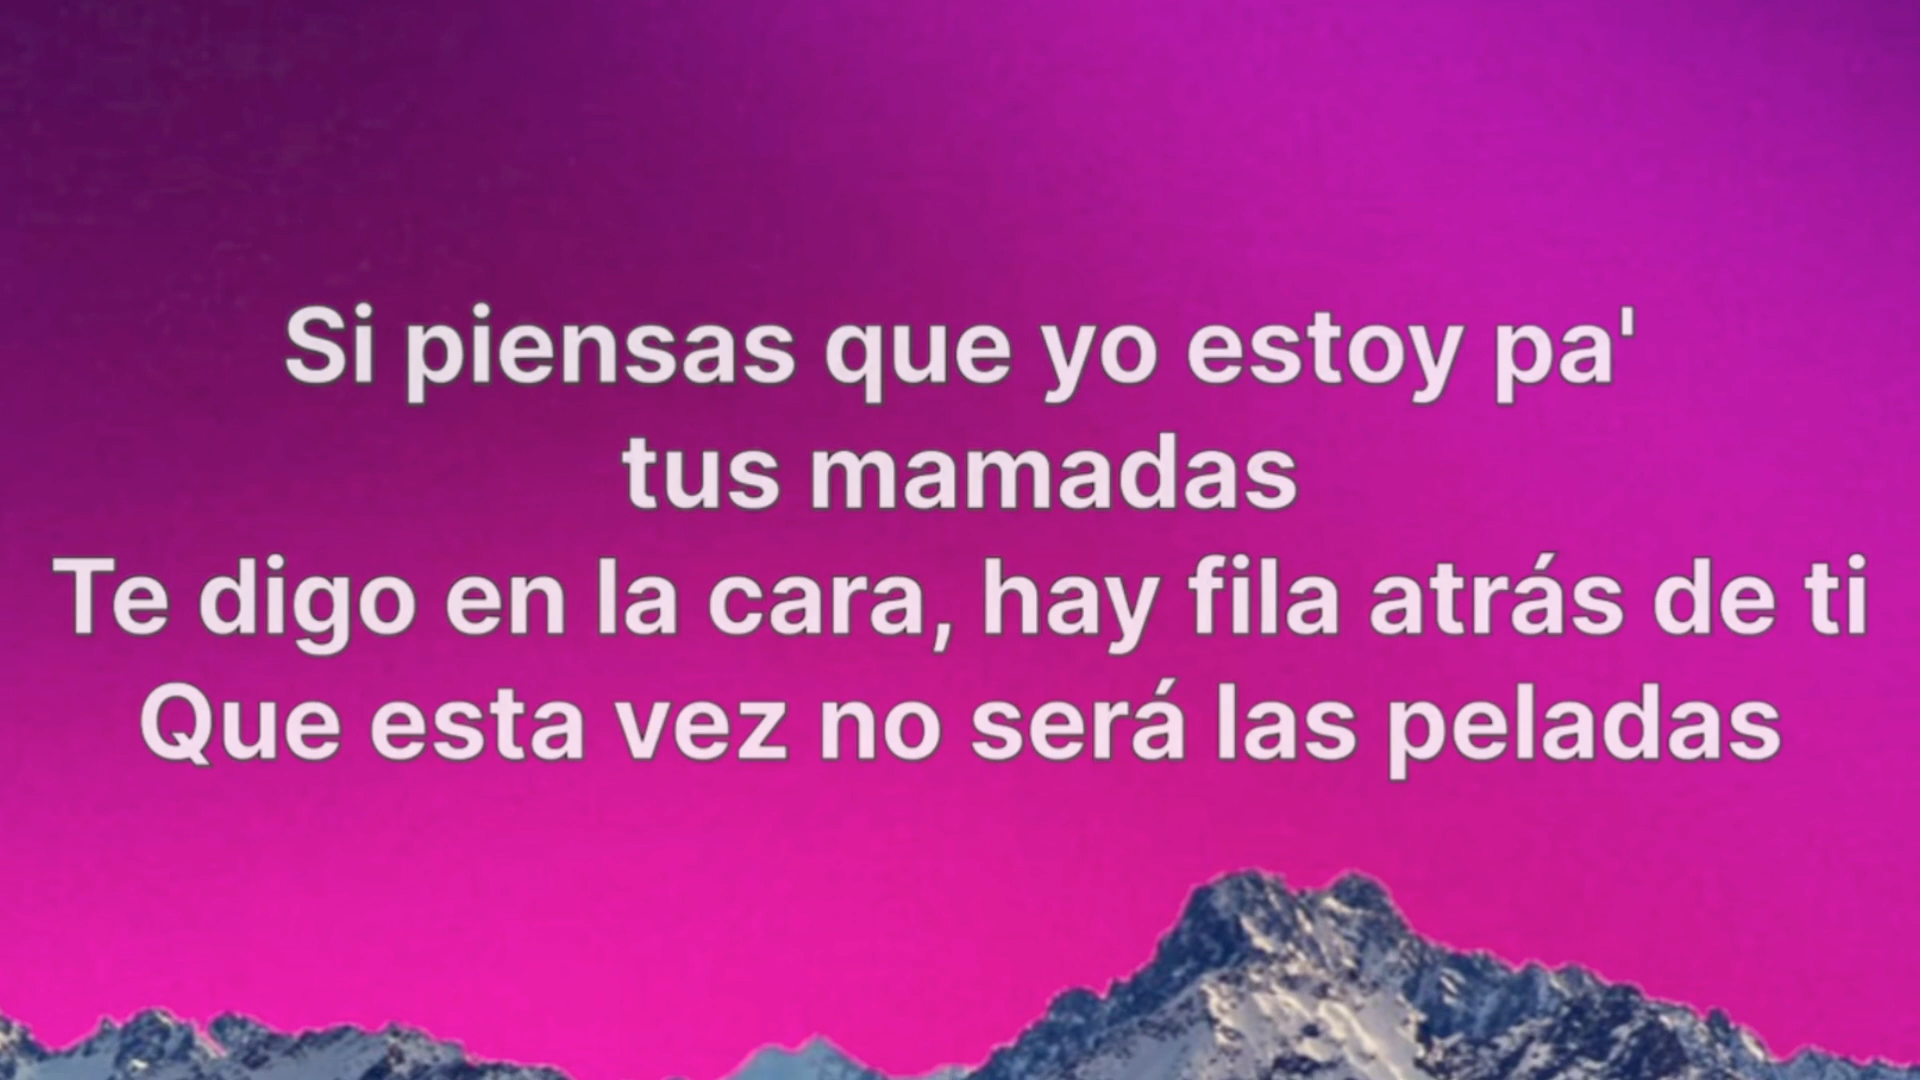 Si piensas que yo estoy pa'
tus mamadas
Te digo en la cara, hay fila atrás de ti
Que esta vez no será las peladas